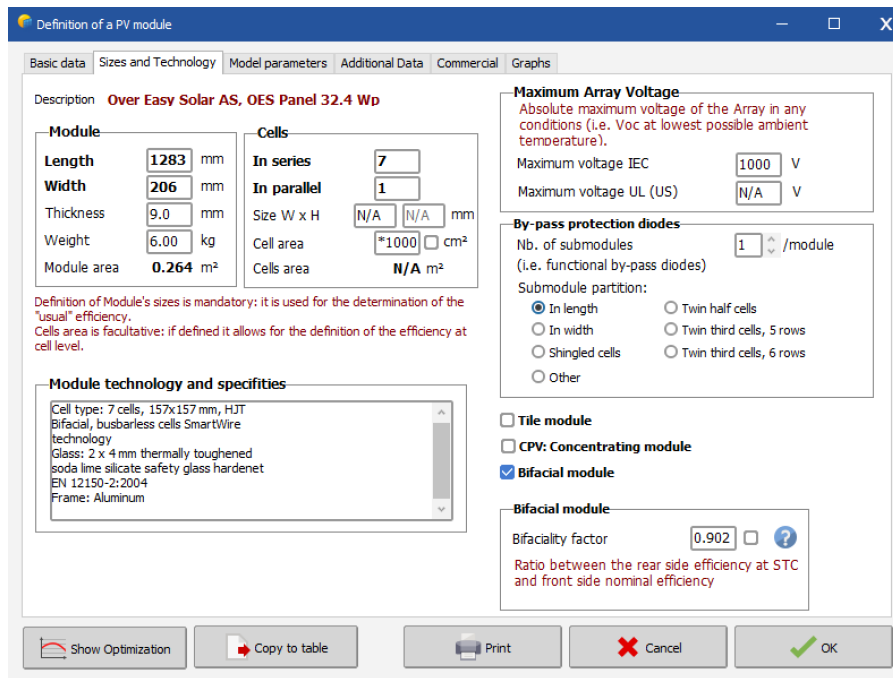 Definition of a PV module
Basic data
Sizes and Technology
Model parameters
Additional Data
Commercial
Graphs
Description Over Easy Solar AS, OES Panel 32.4 Wp
Module
Length 1283 mm
Width 206 mm
Thickness 9.0 mm
Weight 6.00 kg
Module area 0.264 m²
Cells
In series 7
In parallel 1
Size W x H N/A N/A mm
Cell area *1000 cm²
Cells area N/A m²
Definition of Module's sizes is mandatory: it is used for the determination of the
"usual" efficiency.
Cells area is facultative: if defined it allows for the definition of the efficiency at
cell level.
Module technology and specifities
Cell type: 7 cells, 157x157 mm, HJT
Bifacial, busbarless cells SmartWire
technology
Glass: 2 x 4 mm thermally toughened
soda lime silicate safety glass hardenet
EN 12150-2:2004
Frame: Aluminum
Maximum Array Voltage
Absolute maximum voltage of the Array in any
conditions (i.e. Voc at lowest possible ambient
temperature).
Maximum voltage IEC 1000 V
Maximum voltage UL (US) N/A V
By-pass protection diodes
Nb. of submodules 1 /module
(i.e. functional by-pass diodes)
Submodule partition:
In length
Twin half cells
In width
Twin third cells, 5 rows
Shingled cells
Twin third cells, 6 rows
Other
Tile module
CPV: Concentrating module
Bifacial module
Bifacial module
Bifaciality factor 0.902 ?
Ratio between the rear side efficiency at STC
and front side nominal efficiency
Show Optimization
Copy to table
Print
Cancel
OK